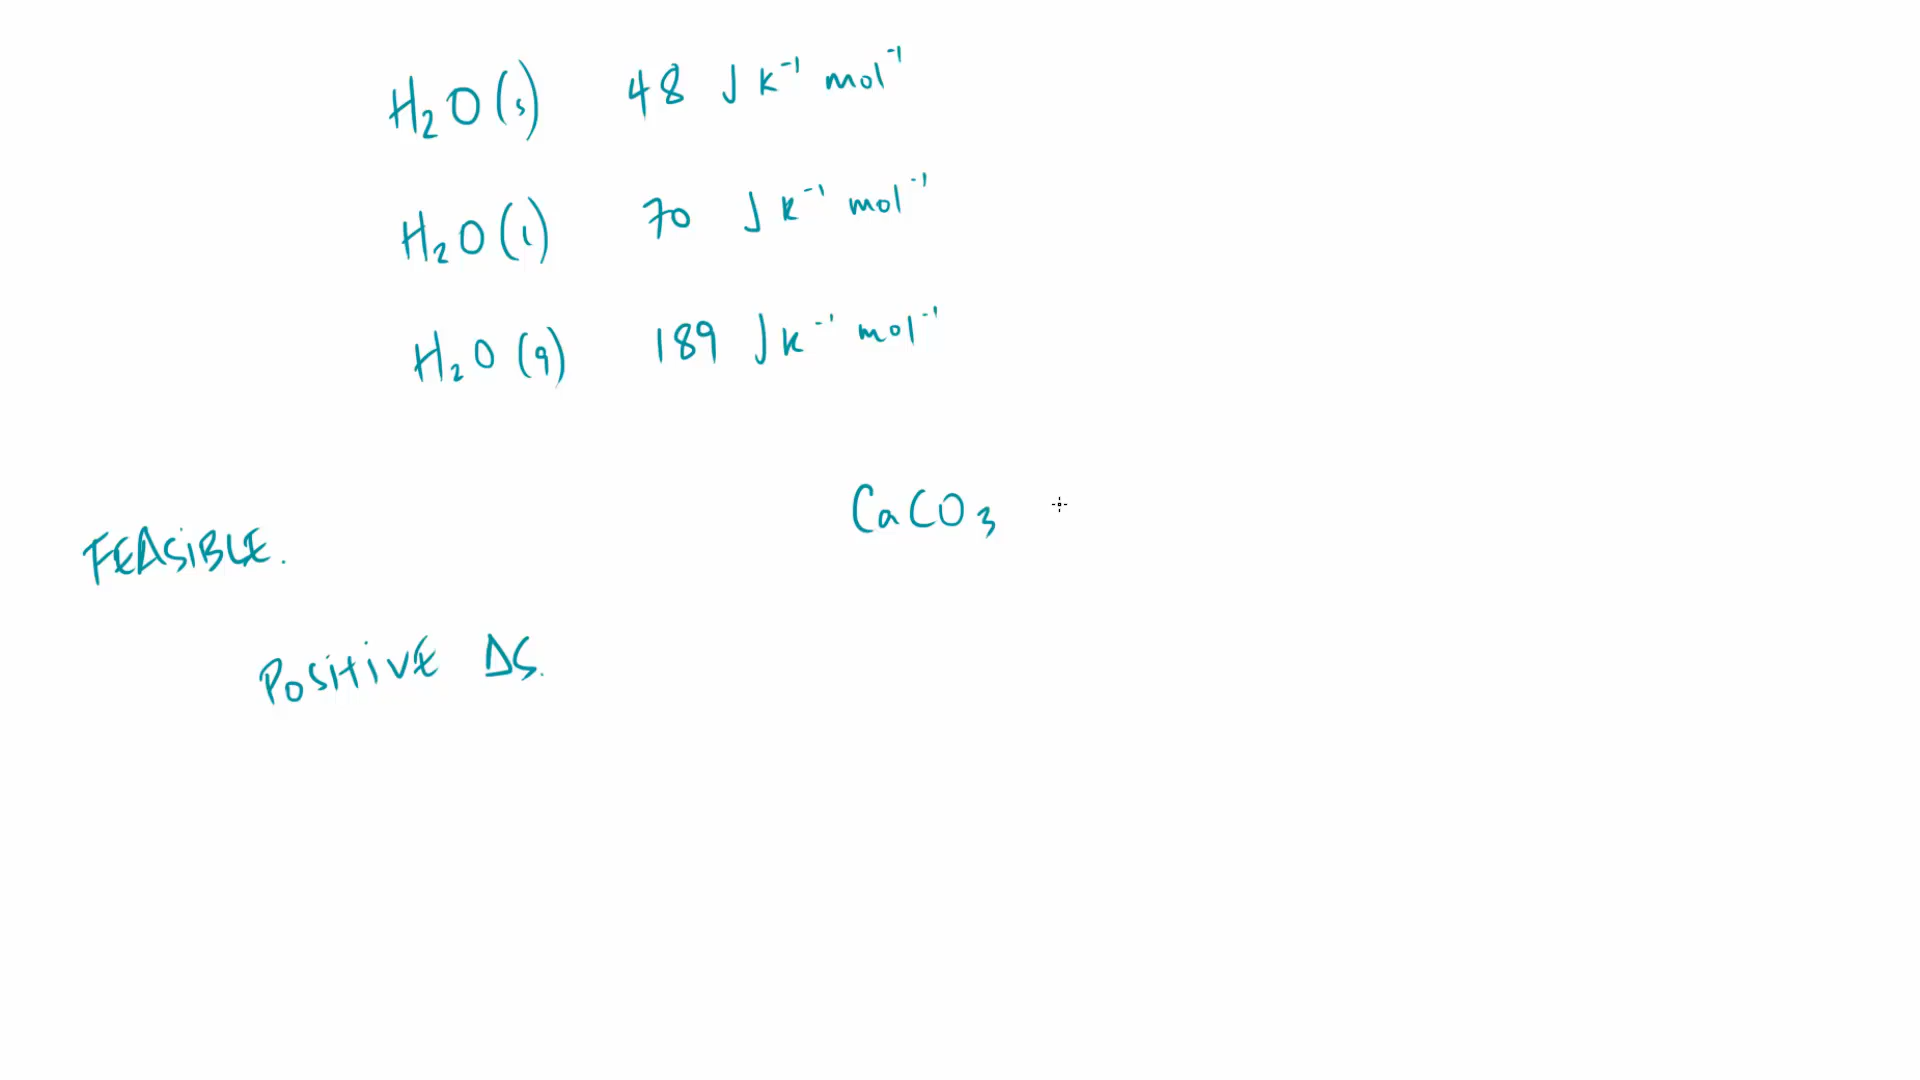 H₂O(s) 48 J K⁻¹ mol⁻¹
H₂O(l) 70 J K⁻¹ mol⁻¹
H₂O(g) 189 J K⁻¹ mol⁻¹
CaCO₃
FEASIBLE.
POSITIVE ΔS.